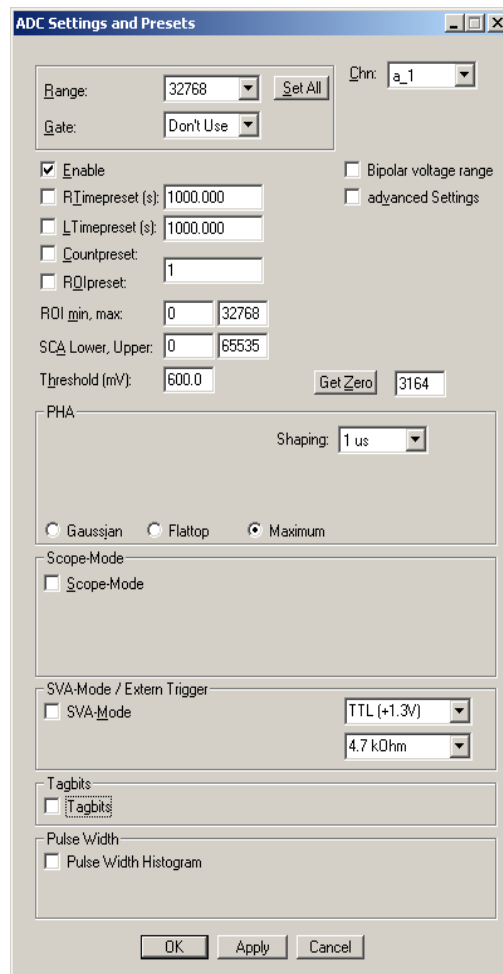 ADC Settings and Presets
Range: 32768 Set All Chn: a_1
Gate: Don't Use
Enable Bipolar voltage range
RTimepreset (s): 1000.000 advanced Settings
LTimepreset (s): 1000.000
Countpreset:
1
ROIpreset:
ROI min, max: 0 32768
SCA Lower, Upper: 0 65535
Threshold (mV): 600.0 Get Zero 3164
PHA
Shaping: 1 us
Gaussian Flattop Maximum
Scope-Mode
Scope-Mode
SVA-Mode / Extern Trigger
SVA-Mode TTL (+1.3V)
4.7 kOhm
Tagbits
Tagbits
Pulse Width
Pulse Width Histogram
OK Apply Cancel